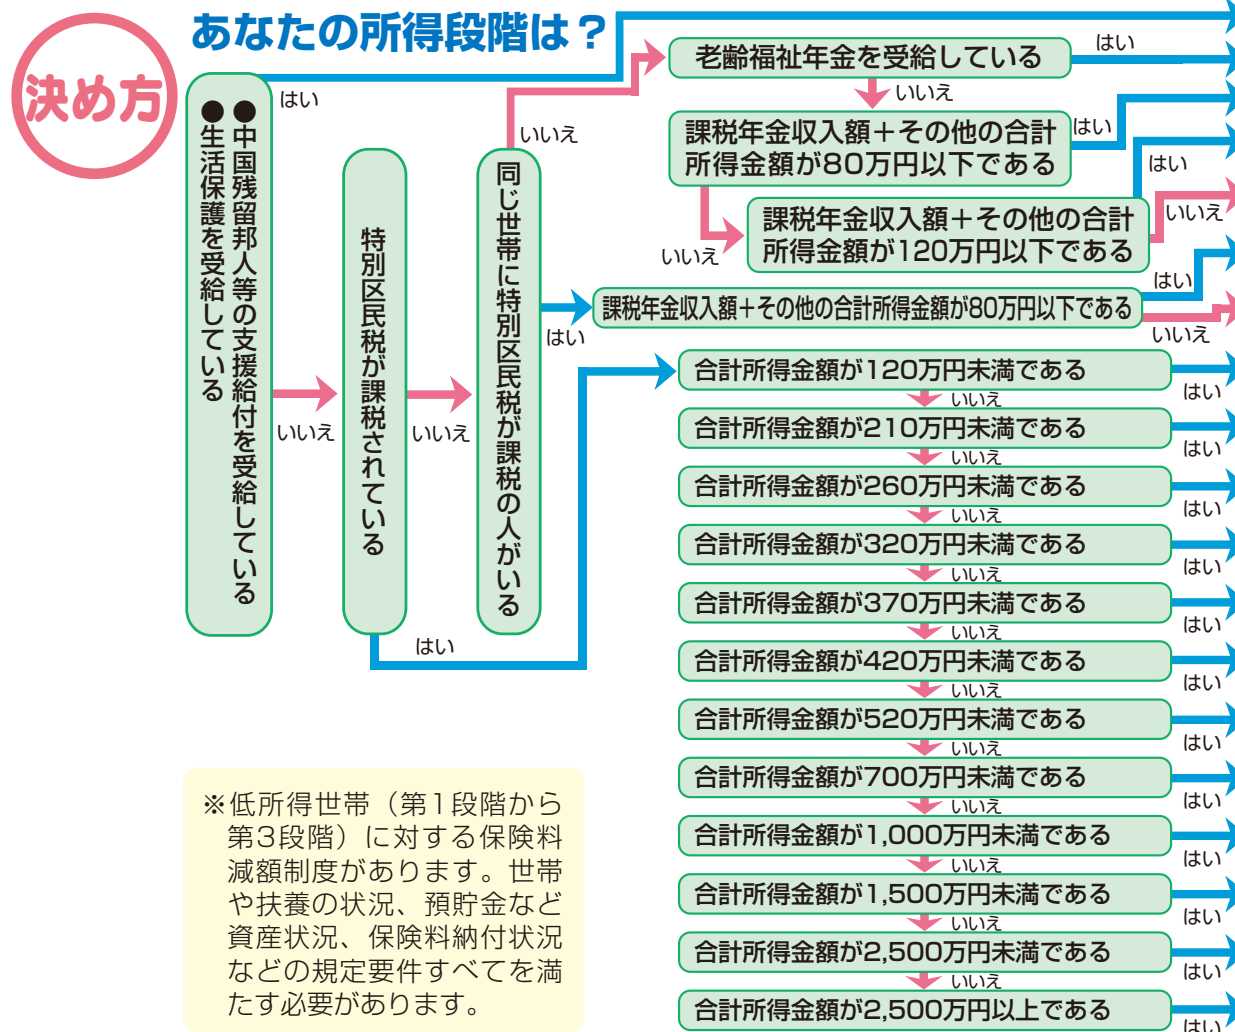 決め方
あなたの所得段階は？
●中国残留邦人等の支援給付を受給している
●生活保護を受給している
はい
いいえ
特別区民税が課税されている
いいえ
はい
同じ世帯に特別区民税が課税の人がいる
いいえ
はい
老齢福祉年金を受給している
はい
いいえ
課税年金収入額＋その他の合計
所得金額が80万円以下である
はい
いいえ
課税年金収入額＋その他の合計
所得金額が120万円以下である
はい
いいえ
課税年金収入額＋その他の合計所得金額が80万円以下である
はい
いいえ
合計所得金額が120万円未満である
はい
いいえ
合計所得金額が210万円未満である
はい
いいえ
合計所得金額が260万円未満である
はい
いいえ
合計所得金額が320万円未満である
はい
いいえ
合計所得金額が370万円未満である
はい
いいえ
合計所得金額が420万円未満である
はい
いいえ
合計所得金額が520万円未満である
はい
いいえ
合計所得金額が700万円未満である
はい
いいえ
合計所得金額が1,000万円未満である
はい
いいえ
合計所得金額が1,500万円未満である
はい
いいえ
合計所得金額が2,500万円未満である
はい
いいえ
合計所得金額が2,500万円以上である
はい
※低所得世帯（第1段階から
第3段階）に対する保険料
減額制度があります。世帯
や扶養の状況、預貯金など
資産状況、保険料納付状況
などの規定要件すべてを満
たす必要があります。